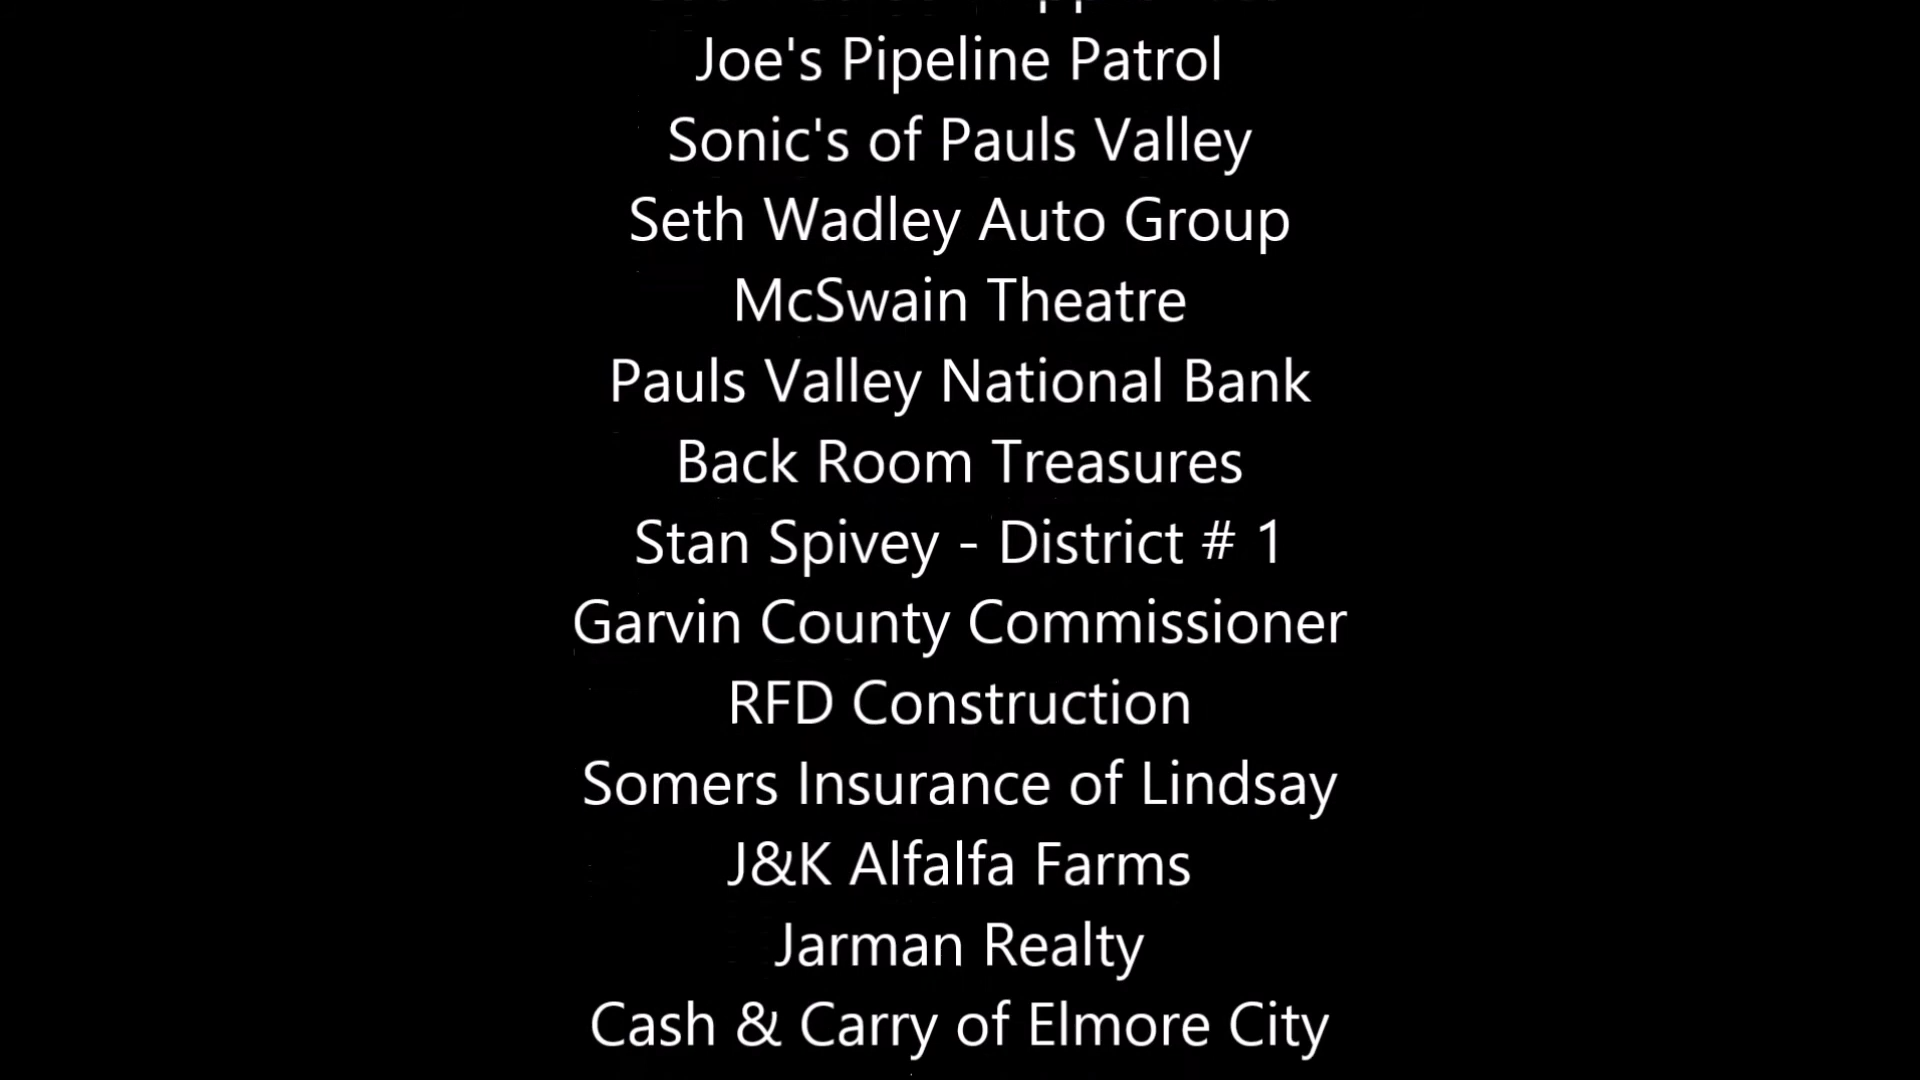 Joe's Pipeline Patrol
Sonic's of Pauls Valley
Seth Wadley Auto Group
McSwain Theatre
Pauls Valley National Bank
Back Room Treasures
Stan Spivey - District # 1
Garvin County Commissioner
RFD Construction
Somers Insurance of Lindsay
J&K Alfalfa Farms
Jarman Realty
Cash & Carry of Elmore City